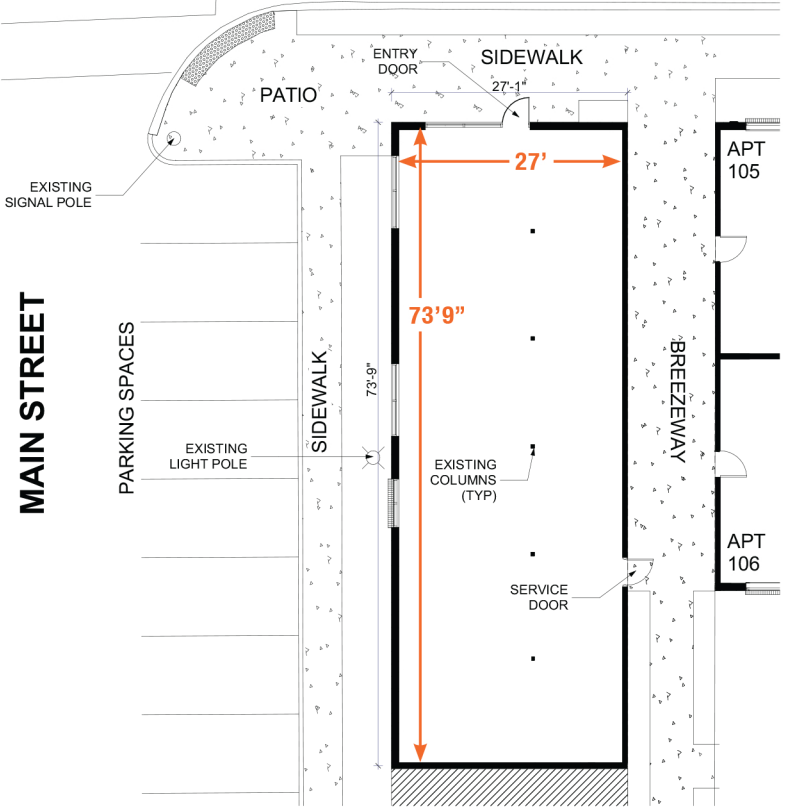 ENTRY
DOOR
SIDEWALK
27'-1"
PATIO
27'
APT
105
EXISTING
SIGNAL POLE
MAIN STREET
PARKING SPACES
SIDEWALK
73'9”
73'-9"
BREEZEWAY
EXISTING
LIGHT POLE
EXISTING
COLUMNS
(TYP)
SERVICE
DOOR
APT
106